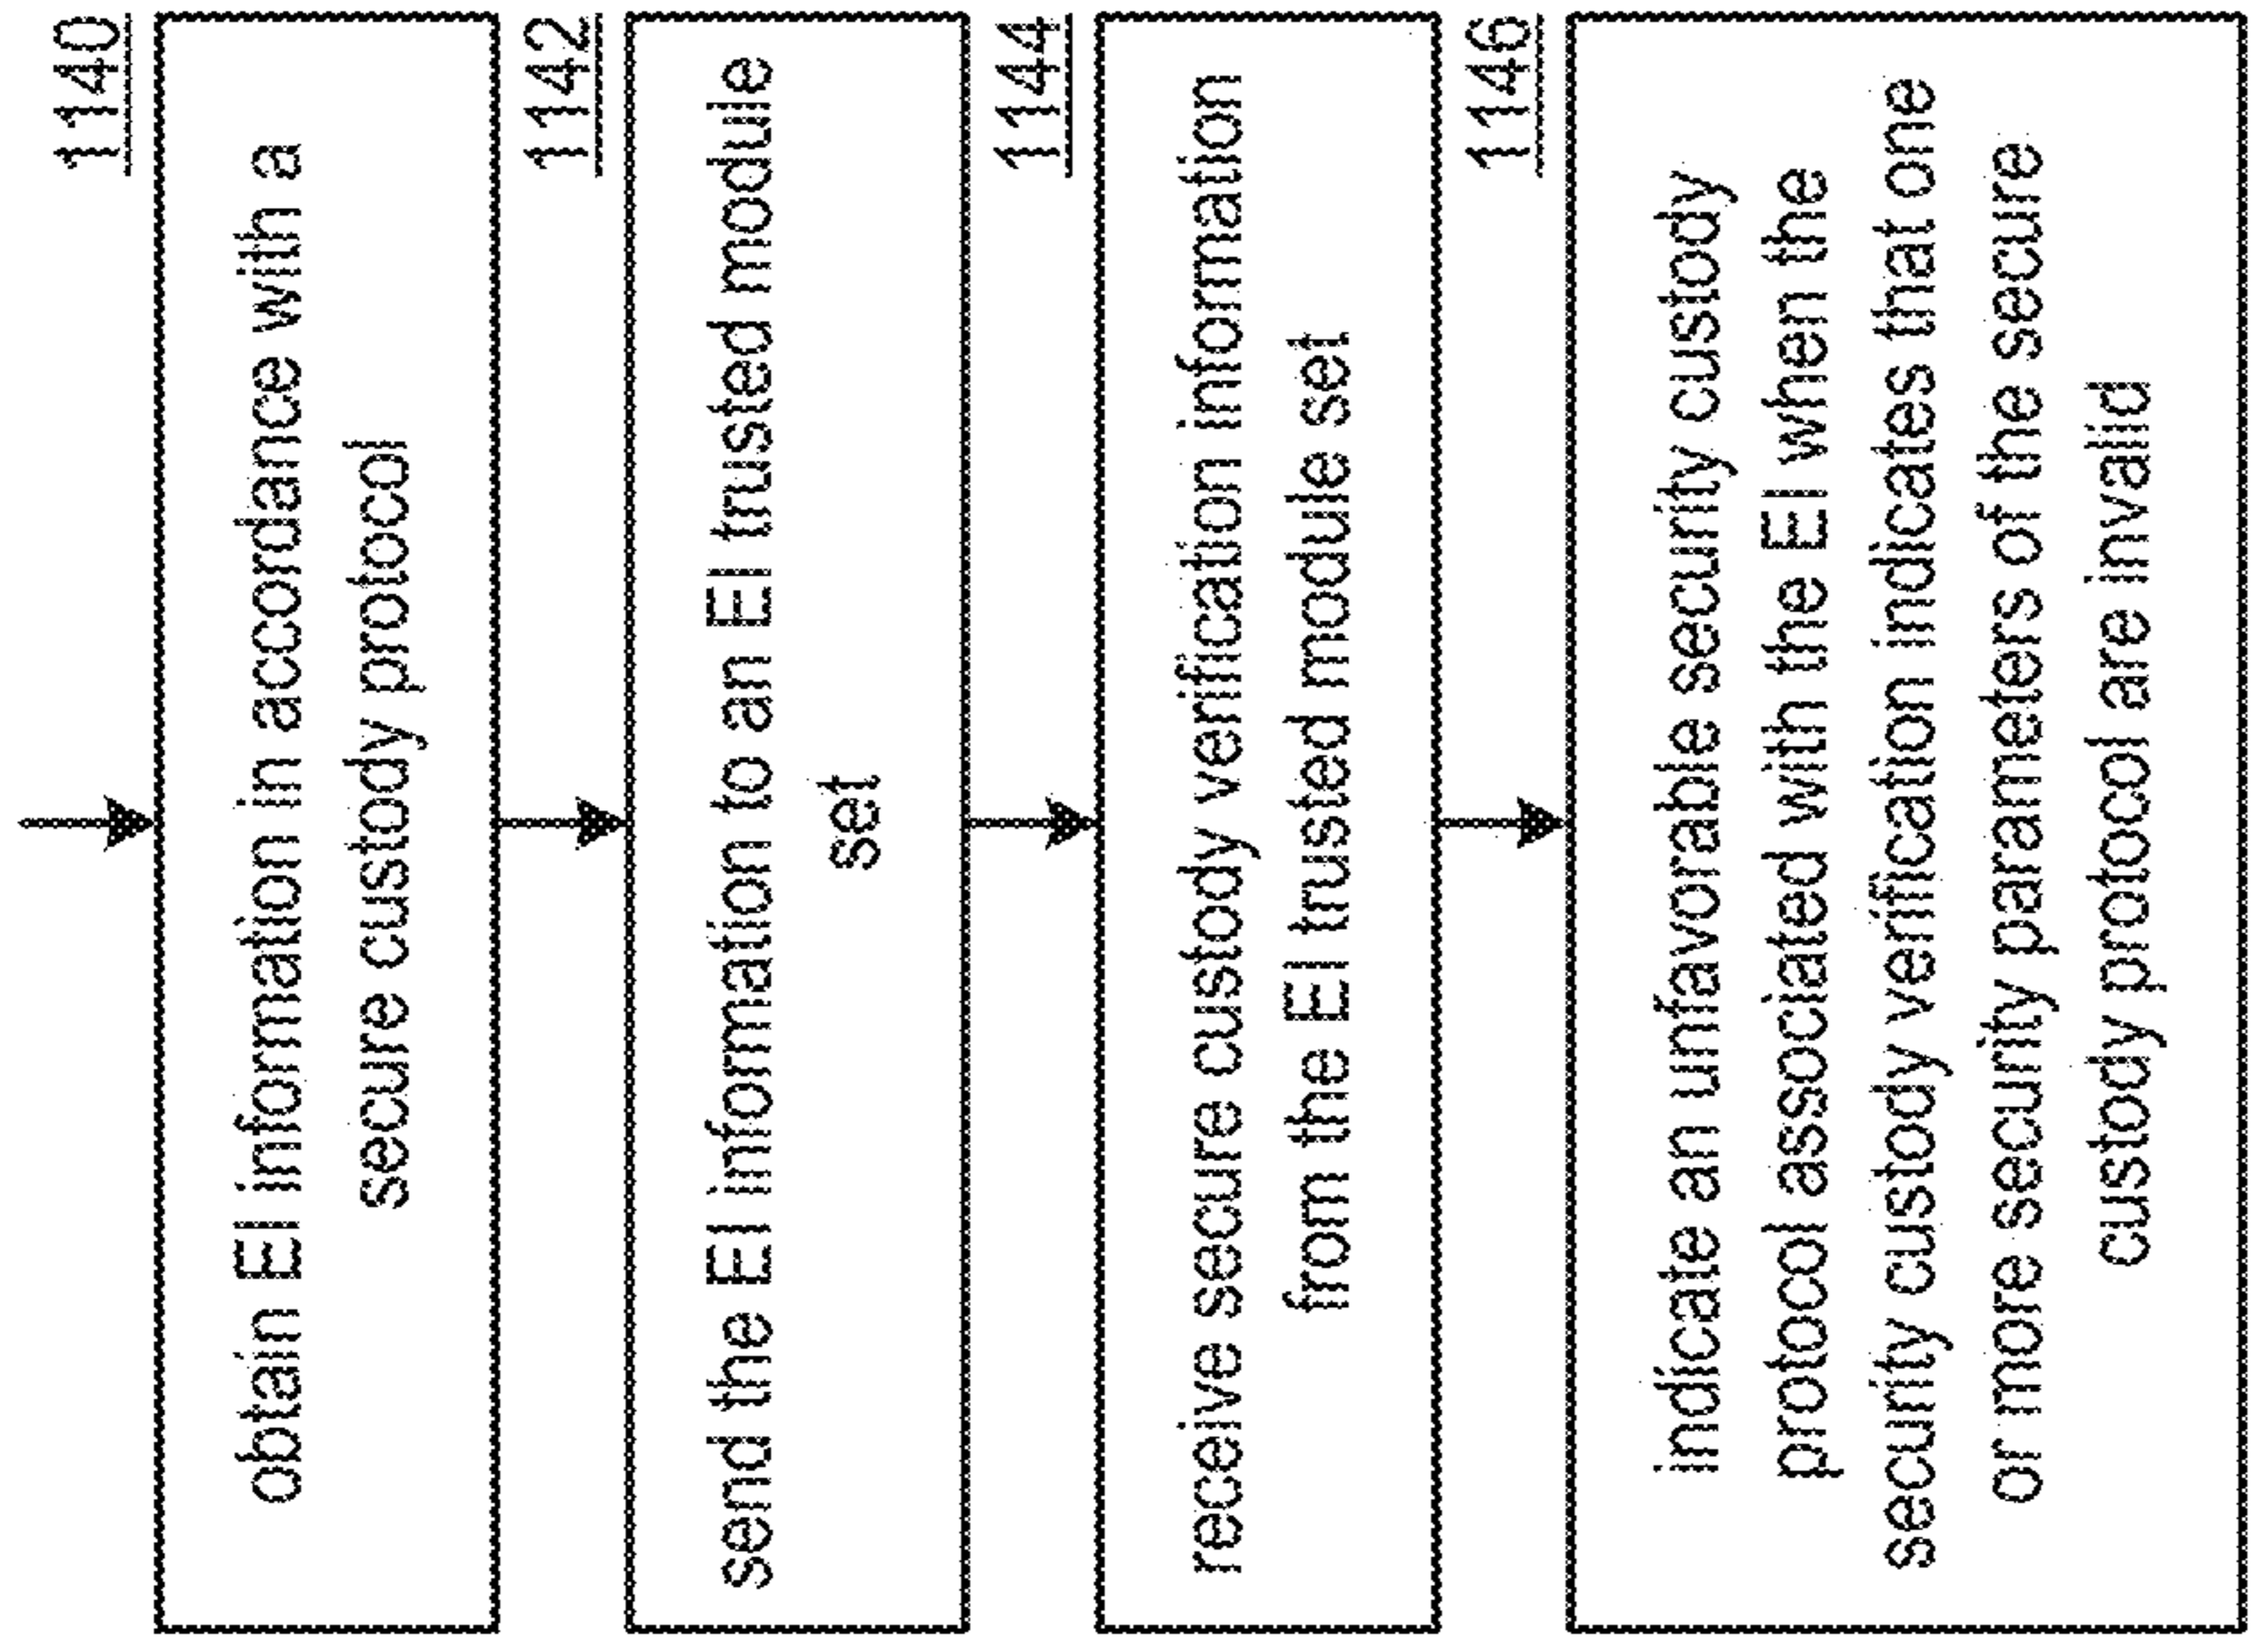 1140
obtain EI information in accordance with a
secure custody protocol
1142
send the EI information to an EI trusted module
set
1144
receive secure custody verification information
from the EI trusted module set
1146
indicate an unfavorable security custody
protocol associated with the EI when the
security custody verification indicates that one
or more security parameters of the secure
custody protocol are invalid